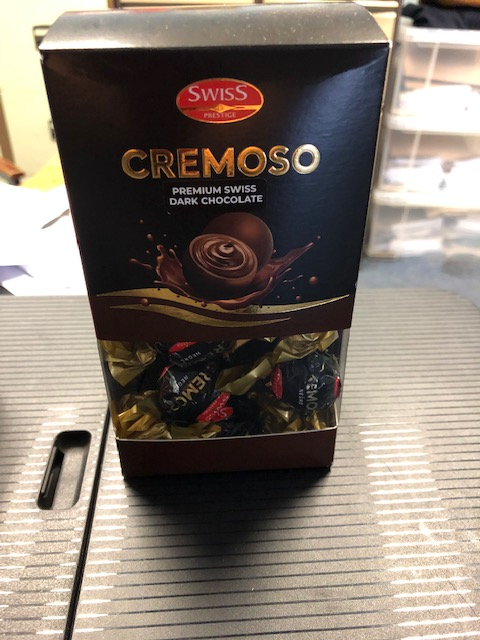 SWISS
PRESTIGE
CREMOSO
PREMIUM SWISS
DARK CHOCOLATE